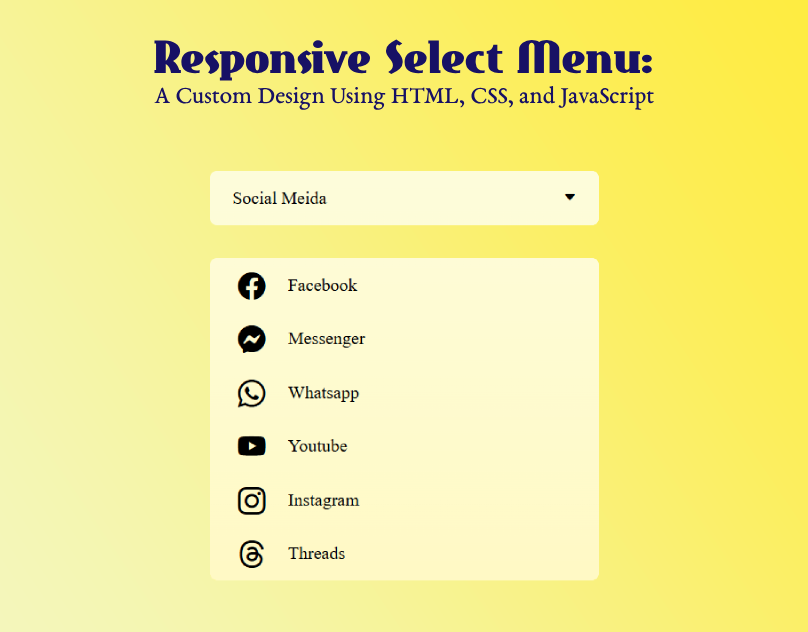 Responsive Select Menu:
A Custom Design Using HTML, CSS, and JavaScript
Social Meida
Facebook
Messenger
Whatsapp
Youtube
Instagram
Threads